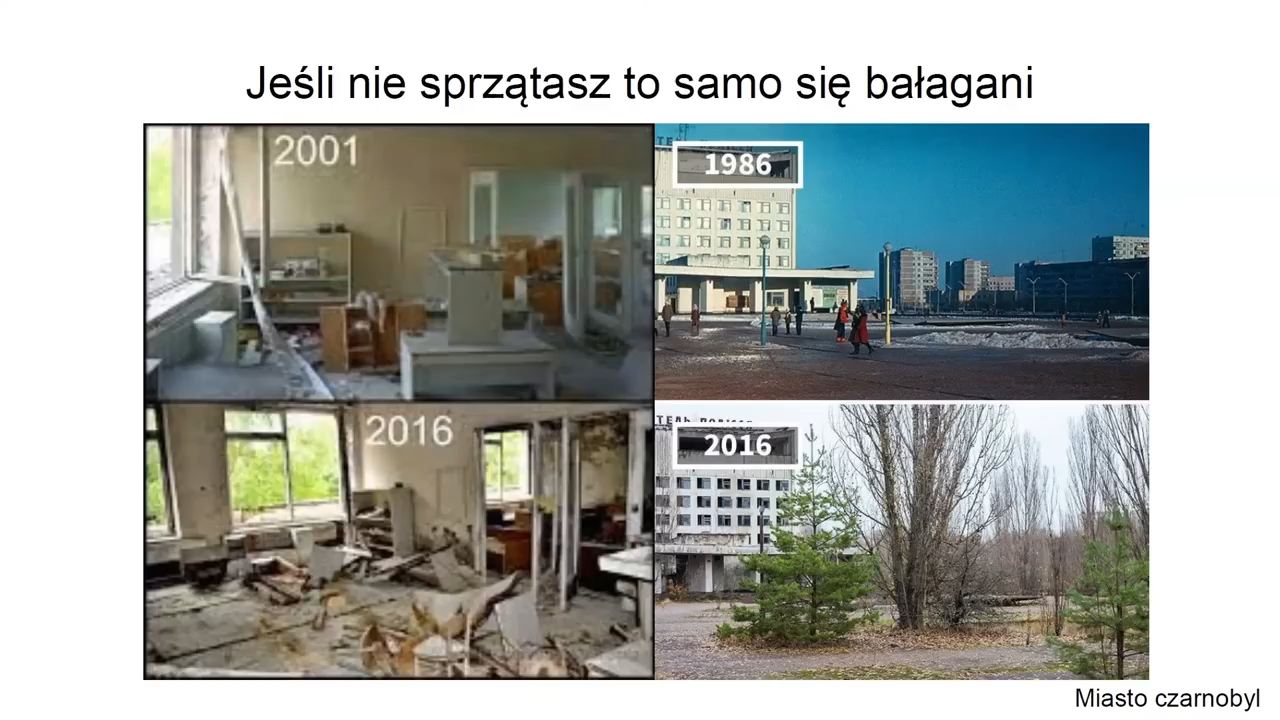 Jeśli nie sprzątasz to samo się bałagani
2001
1986
2016
2016
Miasto czarnobyl